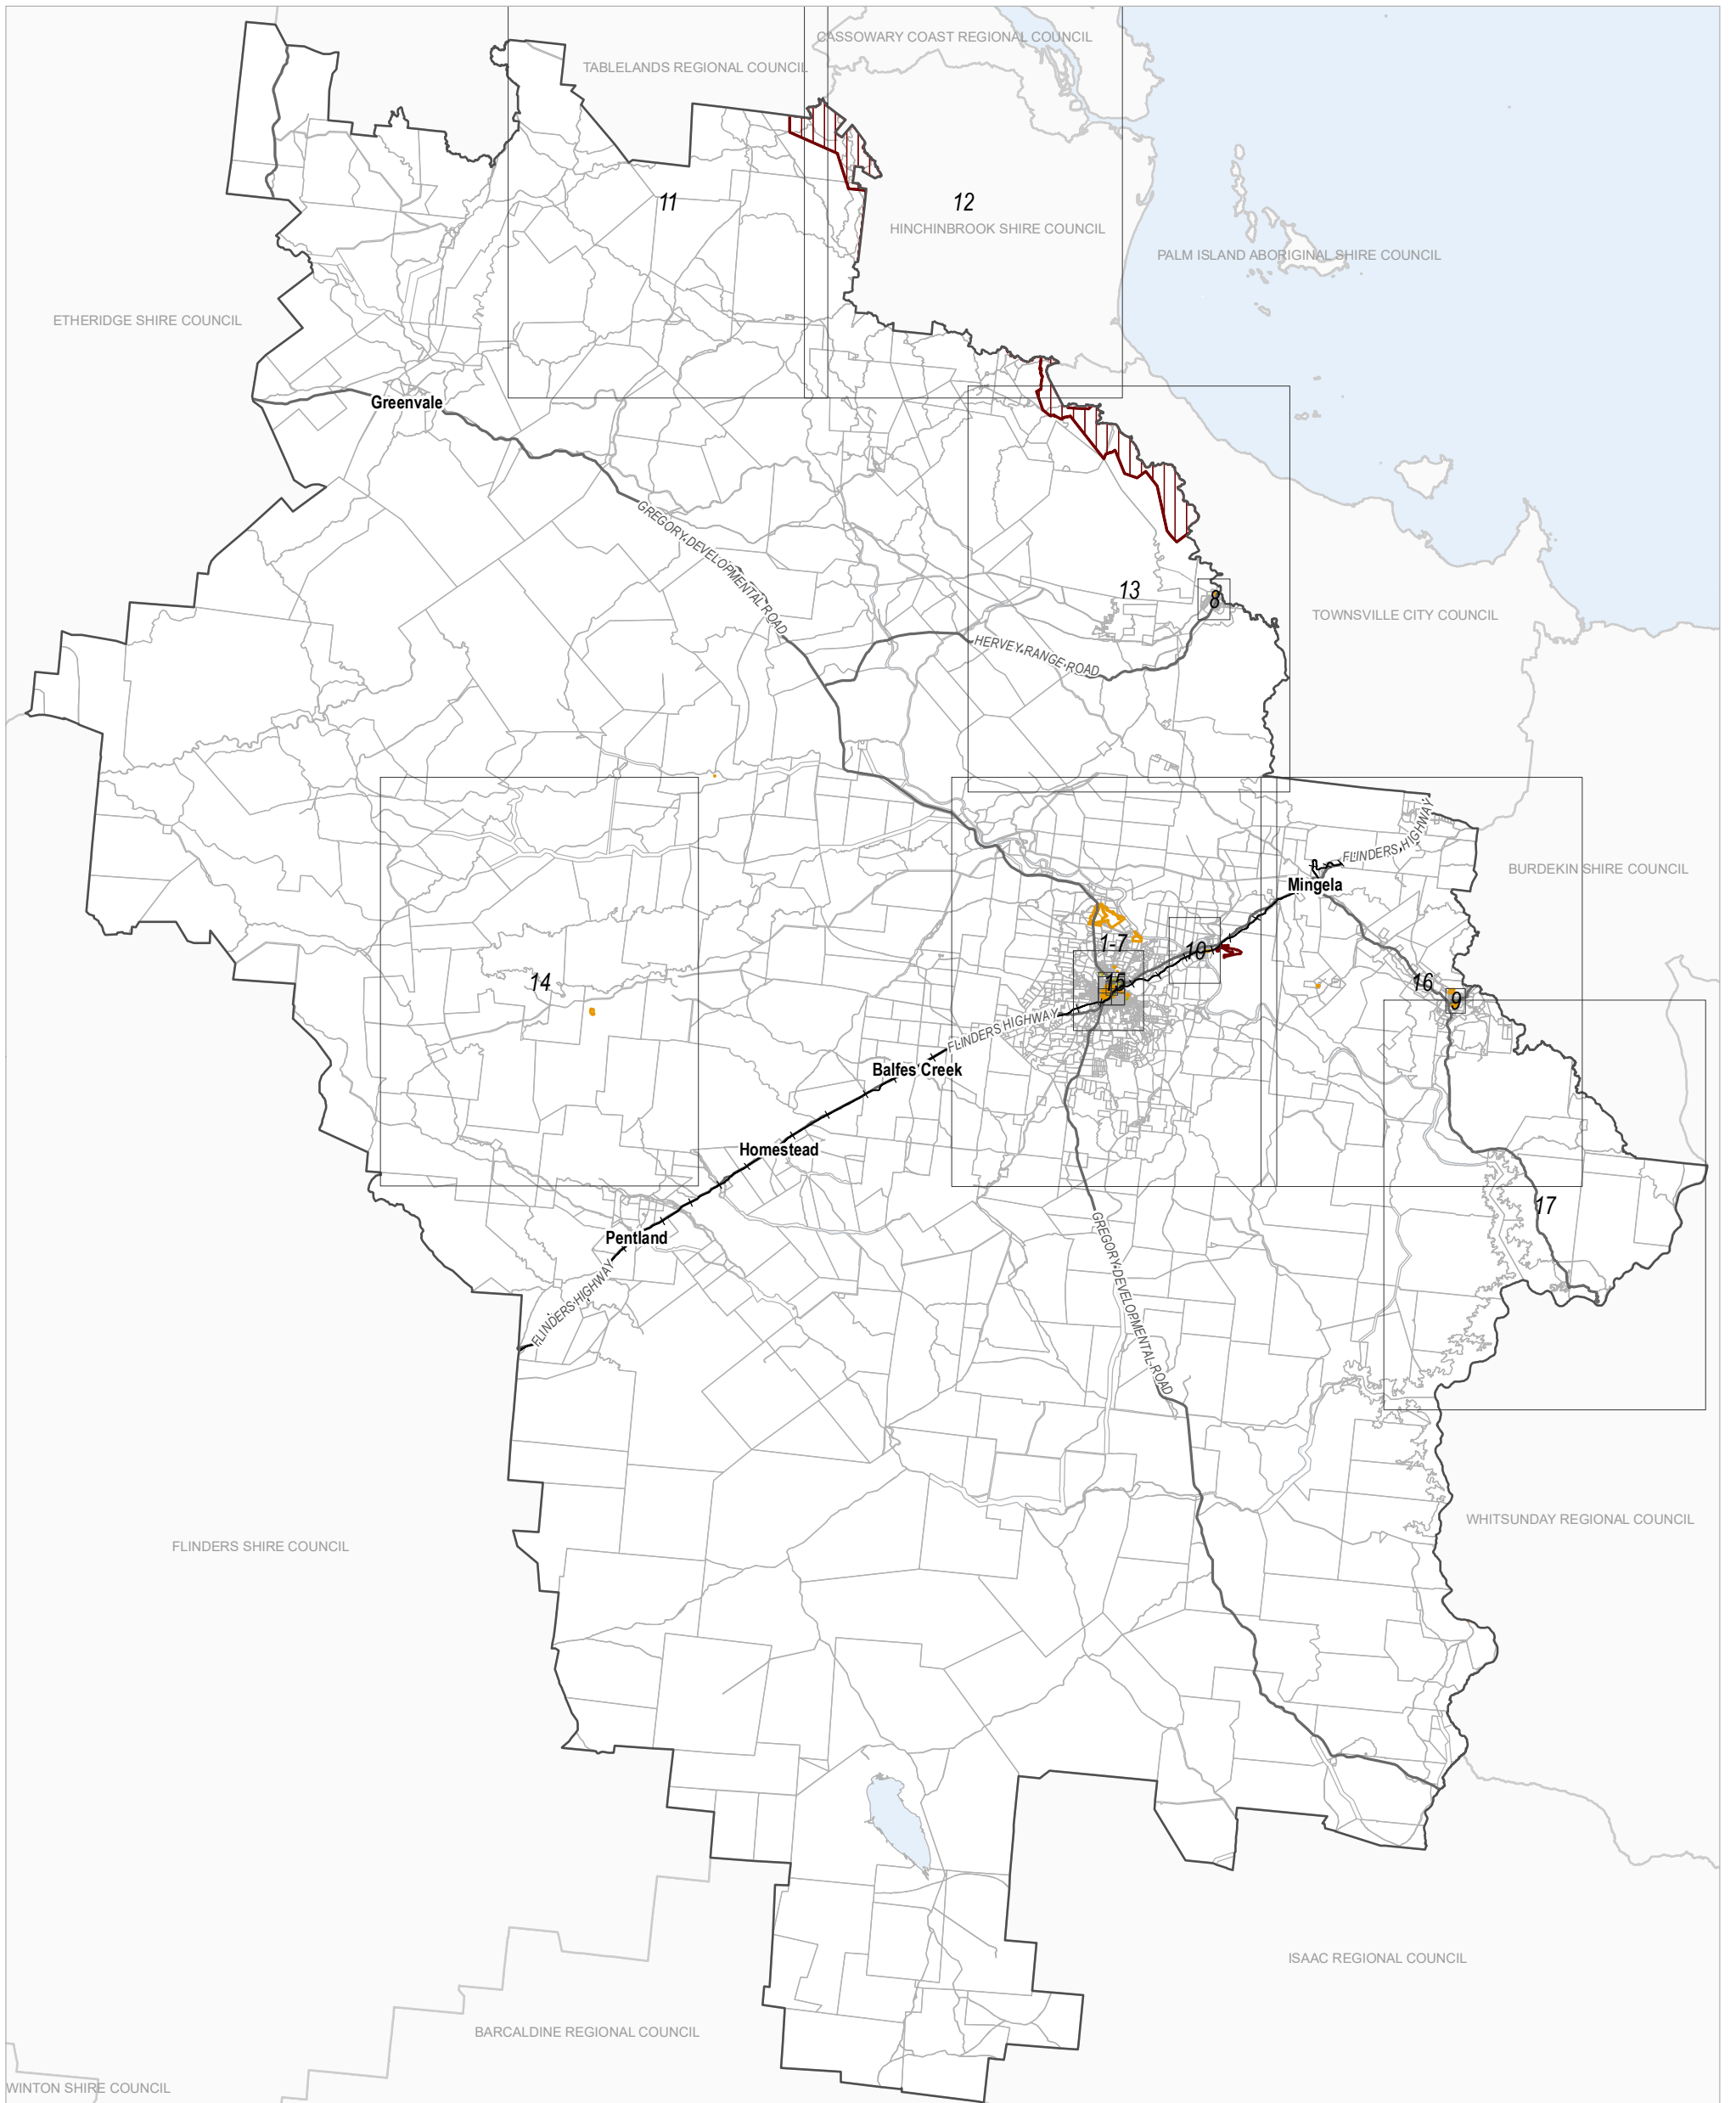 CASSOWARY COAST REGIONAL COUNCIL
TABLELANDS REGIONAL COUNCIL
11
12
HINCHINBROOK SHIRE COUNCIL
PALM ISLAND ABORIGINAL SHIRE COUNCIL
ETHERIDGE SHIRE COUNCIL
Greenvale
GREGORY DEVELOPMENTAL ROAD
13
8
TOWNSVILLE CITY COUNCIL
HERVEY RANGE ROAD
FLINDERS HIGHWAY
BURDEKIN SHIRE COUNCIL
Mingela
1-7
10
14
15
16
9
FLINDERS HIGHWAY
Balfes Creek
Homestead
17
Pentland
GREGORY DEVELOPMENTAL ROAD
FLINDERS HIGHWAY
WHITSUNDAY REGIONAL COUNCIL
FLINDERS SHIRE COUNCIL
ISAAC REGIONAL COUNCIL
BARCALDINE REGIONAL COUNCIL
WINTON SHIRE COUNCIL